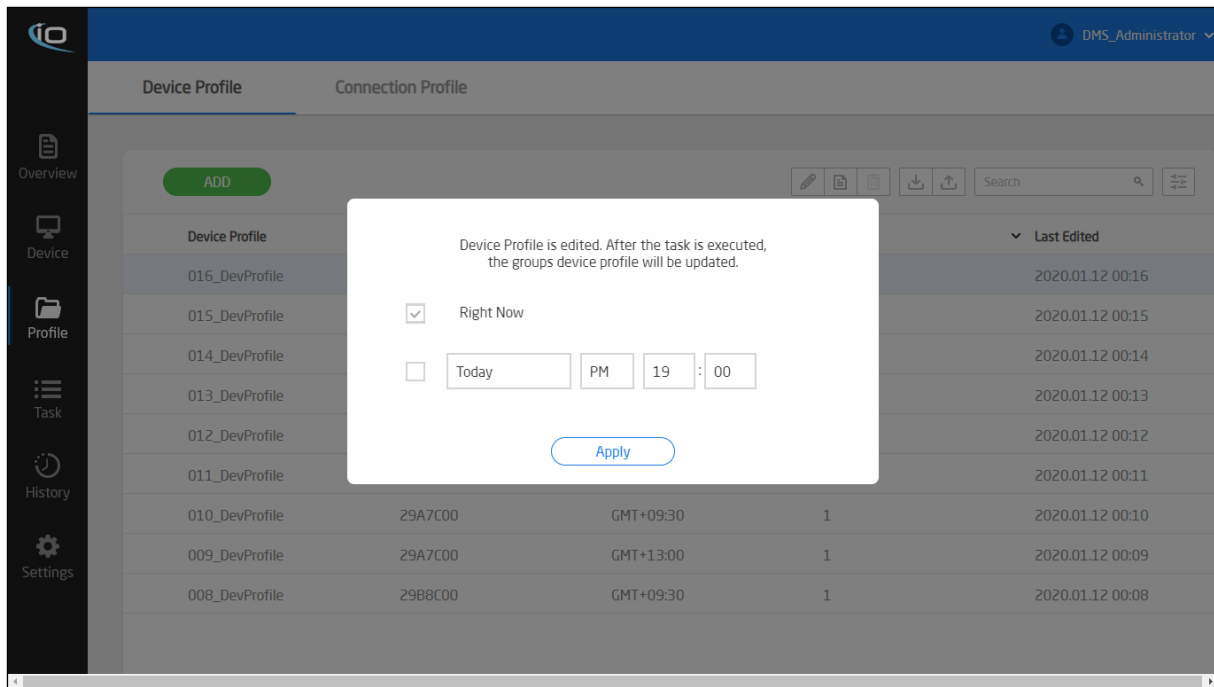 iO
DMS_Administrator
Device Profile
Connection Profile
Overview
Device
Profile
Task
History
Settings
ADD
Search
Device Profile
Last Edited
016_DevProfile
2020.01.12 00:16
015_DevProfile
2020.01.12 00:15
014_DevProfile
2020.01.12 00:14
013_DevProfile
2020.01.12 00:13
012_DevProfile
2020.01.12 00:12
011_DevProfile
2020.01.12 00:11
010_DevProfile 29A7C00 GMT+09:30 1 2020.01.12 00:10
009_DevProfile 29A7C00 GMT+13:00 1 2020.01.12 00:09
008_DevProfile 29B8C00 GMT+09:30 1 2020.01.12 00:08
Device Profile is edited. After the task is executed,
the groups device profile will be updated.
Right Now
Today PM 19 : 00
Apply